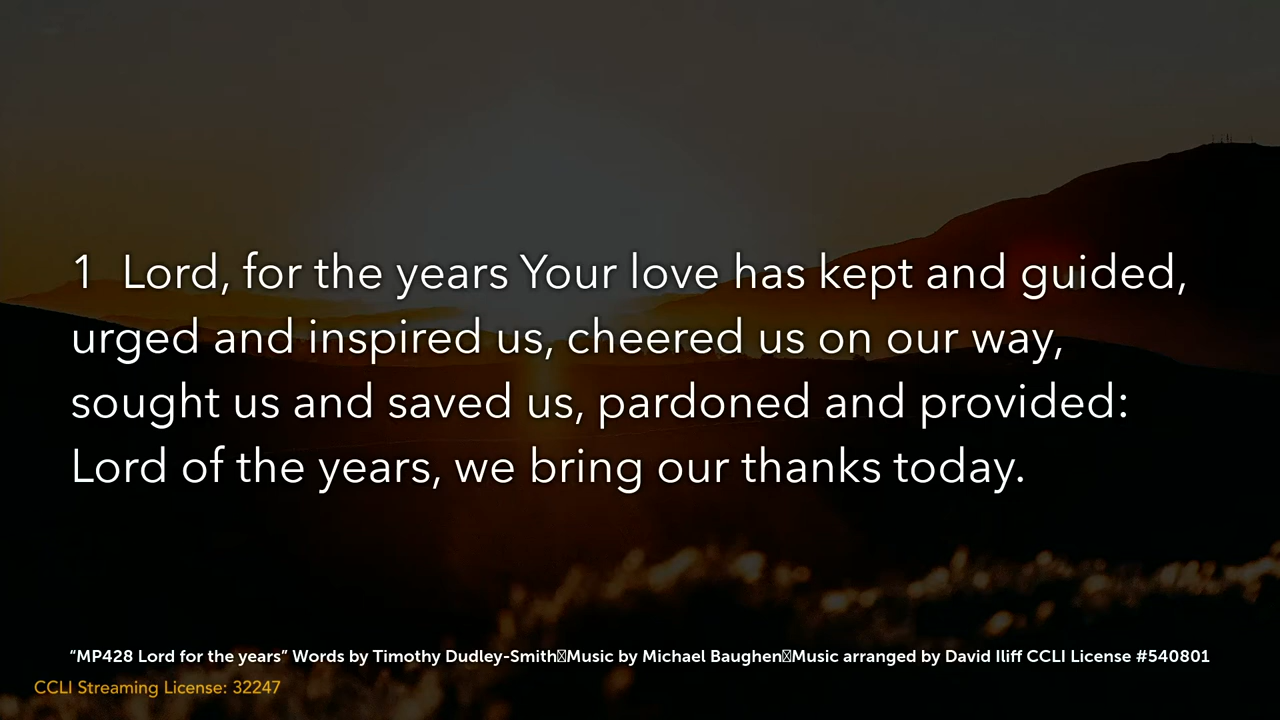 1 Lord, for the years Your love has kept and guided,
urged and inspired us, cheered us on our way,
sought us and saved us, pardoned and provided:
Lord of the years, we bring our thanks today.
“MP428 Lord for the years” Words by Timothy Dudley-Smith Music by Michael Baughen Music arranged by David Iliff CCLI License #540801
CCLI Streaming License: 32247